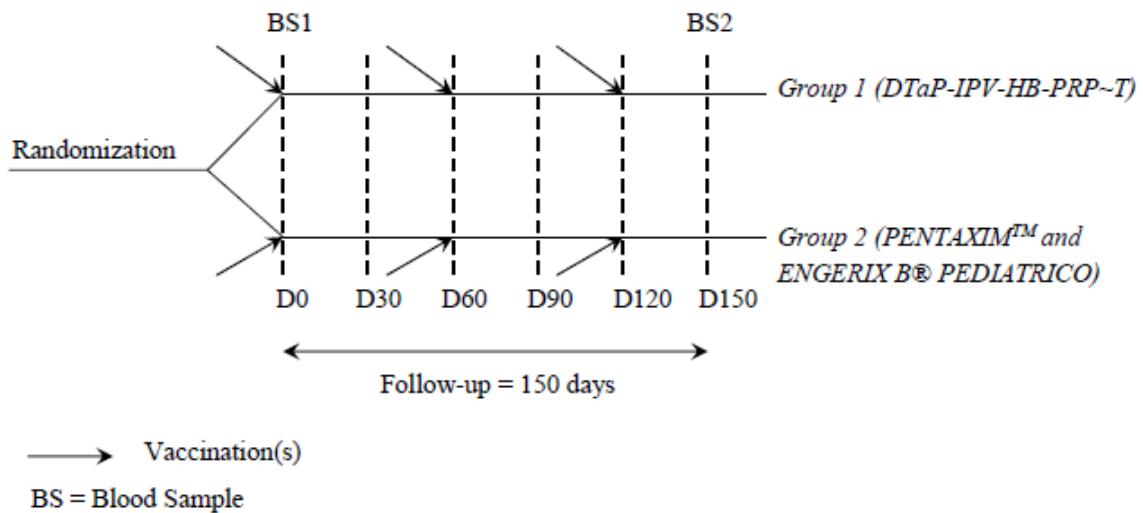 BS1
BS2
Group 1 (DTaP-IPV-HB-PRP~T)
Randomization
Group 2 (PENTAXIM™ and
ENGERIX B® PEDIATRICO)
D0 D30 D60 D90 D120 D150
Follow-up = 150 days
Vaccination(s)
BS = Blood Sample